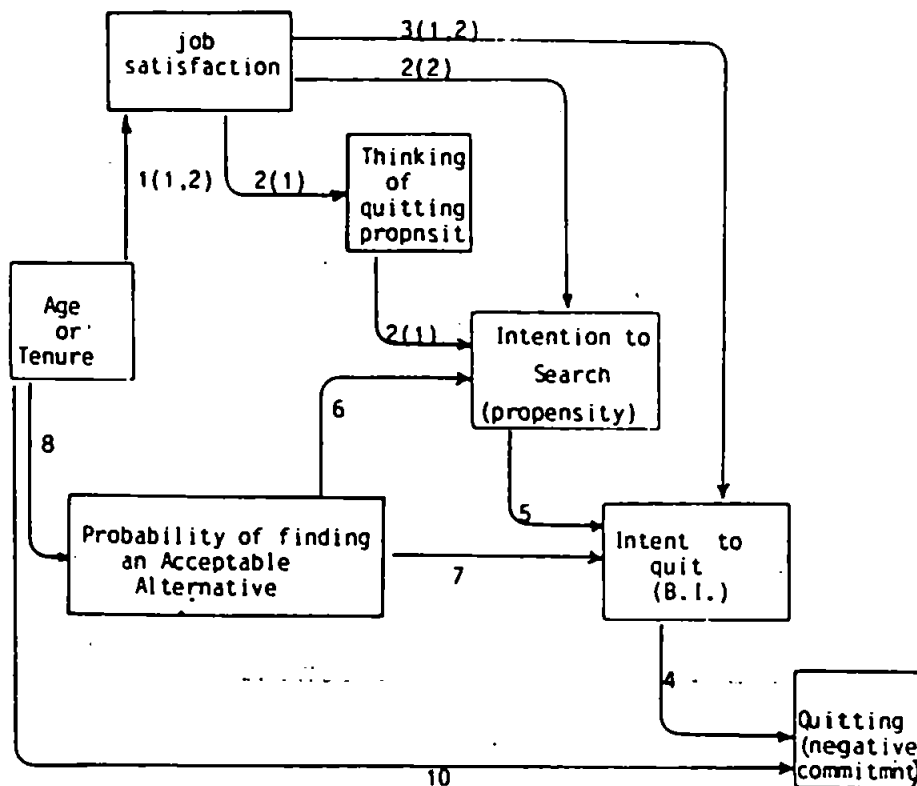 3(1,2)
job
satisfaction
2(2)
Thinking
of
quitting
propnsit
1(1,2)
2(1)
Age
or
Tenure
2(1)
Intention to
Search
(propensity)
6
8
5
Probability of finding
an Acceptable
Alternative
7
Intent to
quit
(B.I.)
4
Quitting
(negative
commitmnt)
10